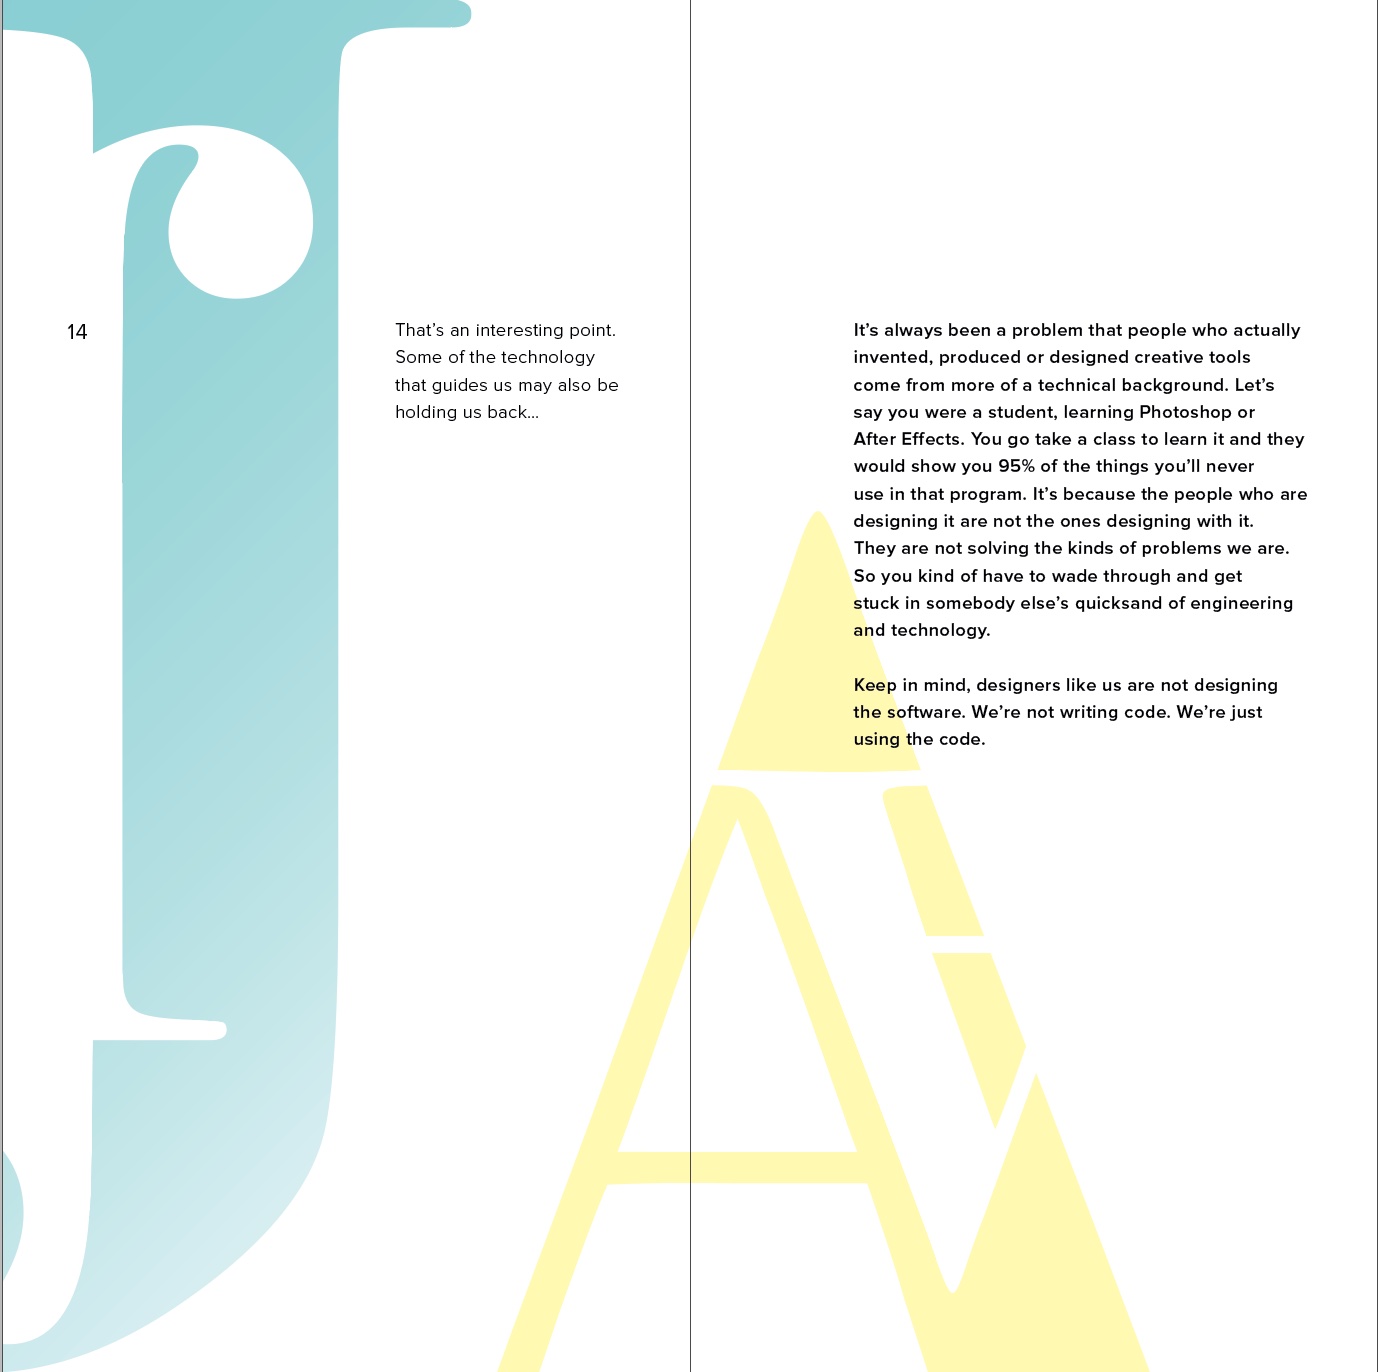 14
That’s an interesting point.
Some of the technology
that guides us may also be
holding us back...
It’s always been a problem that people who actually
invented, produced or designed creative tools
come from more of a technical background. Let’s
say you were a student, learning Photoshop or
After Effects. You go take a class to learn it and they
would show you 95% of the things you’ll never
use in that program. It’s because the people who are
designing it are not the ones designing with it.
They are not solving the kinds of problems we are.
So you kind of have to wade through and get
stuck in somebody else’s quicksand of engineering
and technology.
Keep in mind, designers like us are not designing
the software. We’re not writing code. We’re just
using the code.